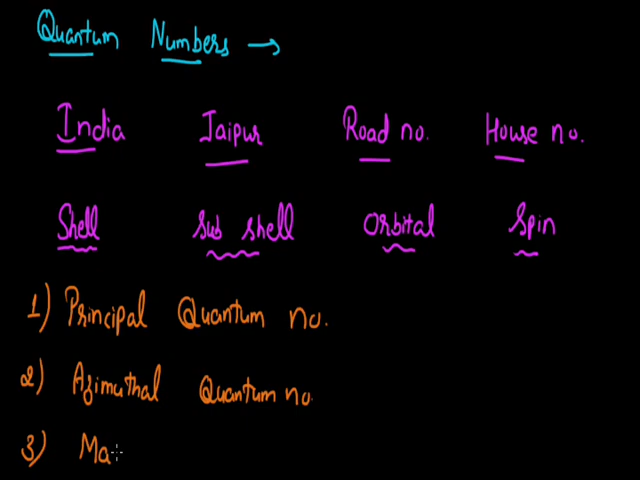 Quantum Numbers →
India Jaipur Road no. House no.
Shell Sub shell Orbital Spin
1) Principal Quantum no.
2) Azimuthal Quantum no.
3) Ma